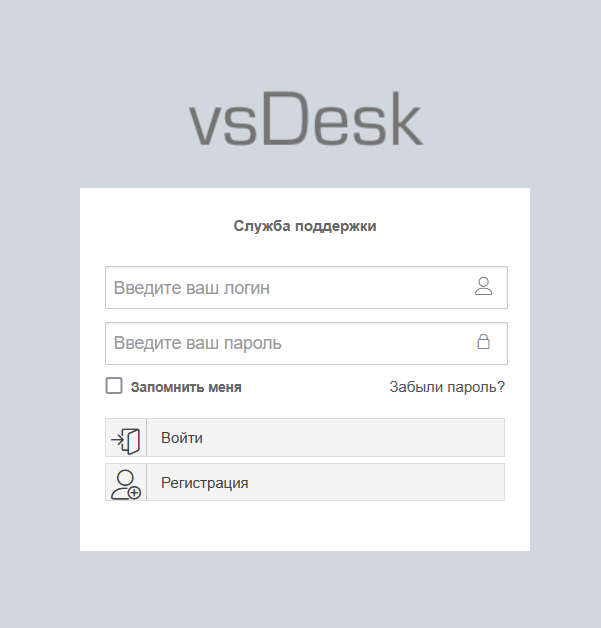 vsDesk
Служба поддержки
Введите ваш логин
Введите ваш пароль
Запомнить меня Забыли пароль?
Войти
Регистрация